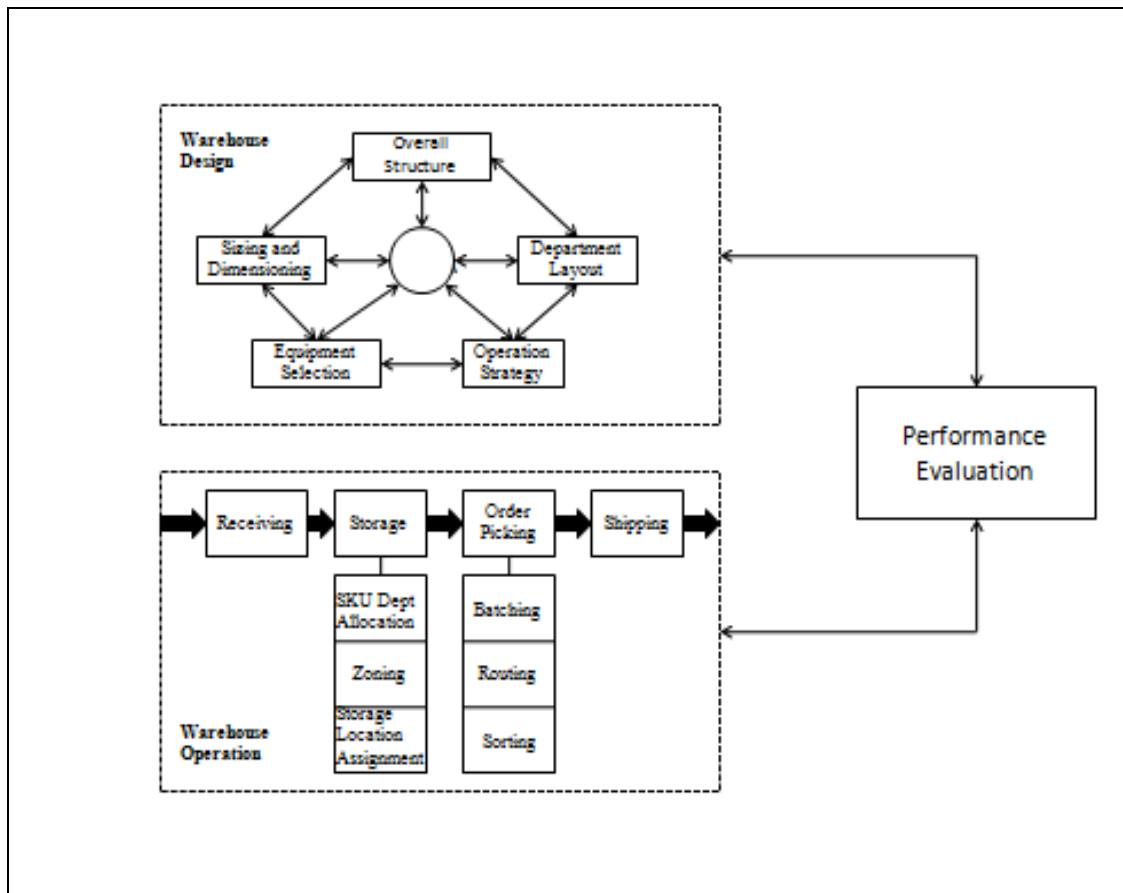 Warehouse
Design
Overall
Structure
Sizing and
Dimensioning
Department
Layout
Equipment
Selection
Operation
Strategy
Performance
Evaluation
Receiving
Storage
Order
Picking
Shipping
SKU Dept
Allocation
Zoning
Storage
Location
Assignment
Batching
Routing
Sorting
Warehouse
Operation